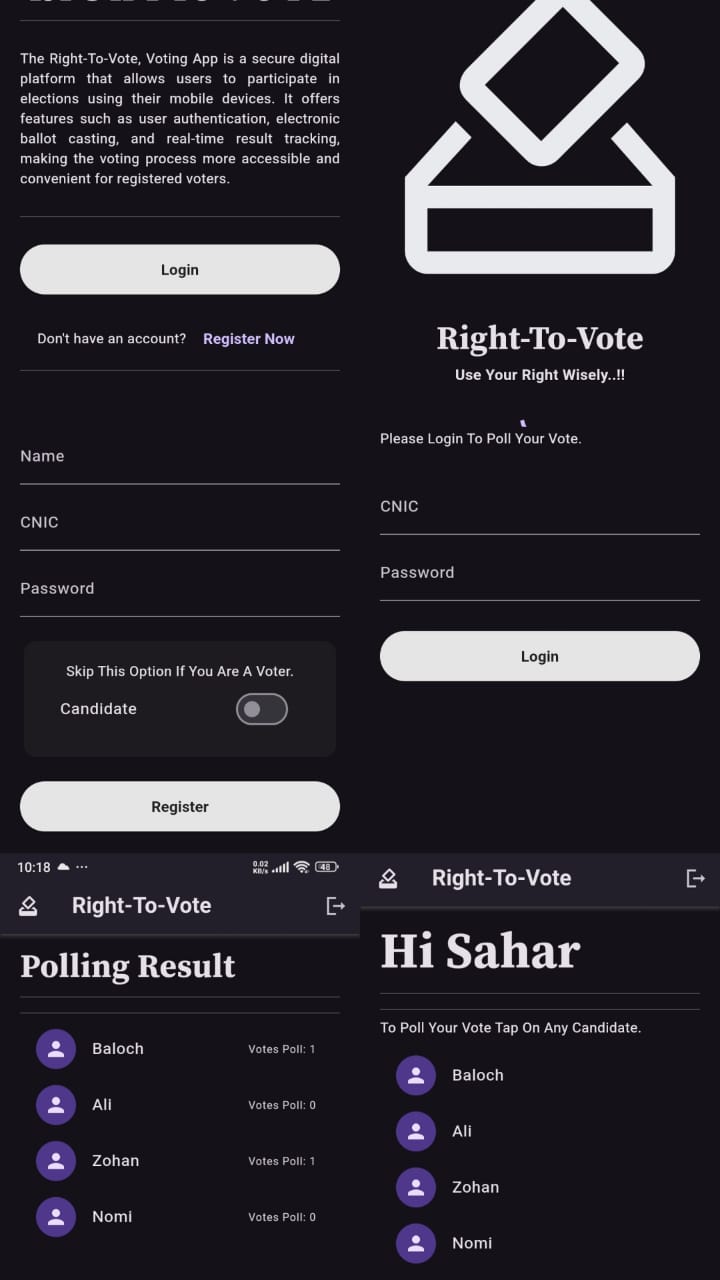 The Right-To-Vote, Voting App is a secure digital
platform that allows users to participate in
elections using their mobile devices. It offers
features such as user authentication, electronic
ballot casting, and real-time result tracking,
making the voting process more accessible and
convenient for registered voters.
Login
Don't have an account? Register Now
Name
CNIC
Password
Skip This Option If You Are A Voter.
Candidate
Register
Right-To-Vote
Use Your Right Wisely..!!
Please Login To Poll Your Vote.
CNIC
Password
Login
10:18 ... 0.02 KB/s 48
Right-To-Vote
Polling Result
Baloch Votes Poll: 1
Ali Votes Poll: 0
Zohan Votes Poll: 1
Nomi Votes Poll: 0
Right-To-Vote
Hi Sahar
To Poll Your Vote Tap On Any Candidate.
Baloch
Ali
Zohan
Nomi